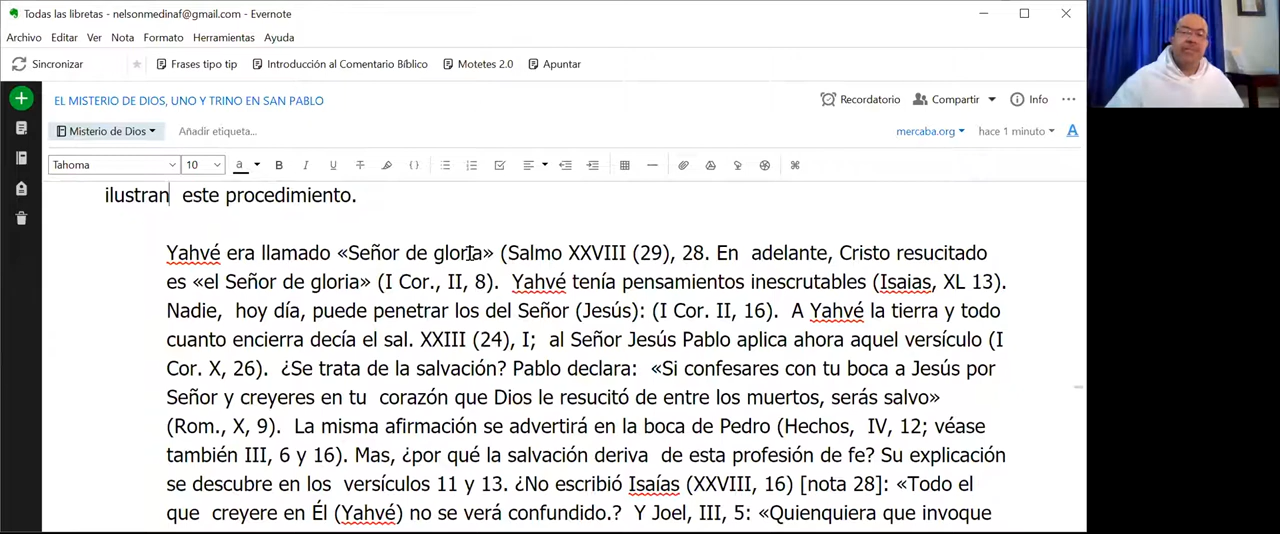 Todas las libretas - nelsonmedinaf@gmail.com - Evernote
Archivo Editar Ver Nota Formato Herramientas Ayuda
Sincronizar Frases tipo tip Introducción al Comentario Bíblico Motetes 2.0 Apuntar
EL MISTERIO DE DIOS, UNO Y TRINO EN SAN PABLO Recordatorio Compartir Info
Misterio de Dios Añadir etiqueta... mercaba.org hace 1 minuto
Tahoma 10
ilustran este procedimiento.
Yahvé era llamado «Señor de gloria» (Salmo XXVIII (29), 28. En adelante, Cristo resucitado
es «el Señor de gloria» (I Cor., II, 8). Yahvé tenía pensamientos inescrutables (Isaias, XL 13).
Nadie, hoy día, puede penetrar los del Señor (Jesús): (I Cor. II, 16). A Yahvé la tierra y todo
cuanto encierra decía el sal. XXIII (24), I; al Señor Jesús Pablo aplica ahora aquel versículo (I
Cor. X, 26). ¿Se trata de la salvación? Pablo declara: «Si confesares con tu boca a Jesús por
Señor y creyeres en tu corazón que Dios le resucitó de entre los muertos, serás salvo»
(Rom., X, 9). La misma afirmación se advertirá en la boca de Pedro (Hechos, IV, 12; véase
también III, 6 y 16). Mas, ¿por qué la salvación deriva de esta profesión de fe? Su explicación
se descubre en los versículos 11 y 13. ¿No escribió Isaías (XXVIII, 16) [nota 28]: «Todo el
que creyere en Él (Yahvé) no se verá confundido.? Y Joel, III, 5: «Quienquiera que invoque